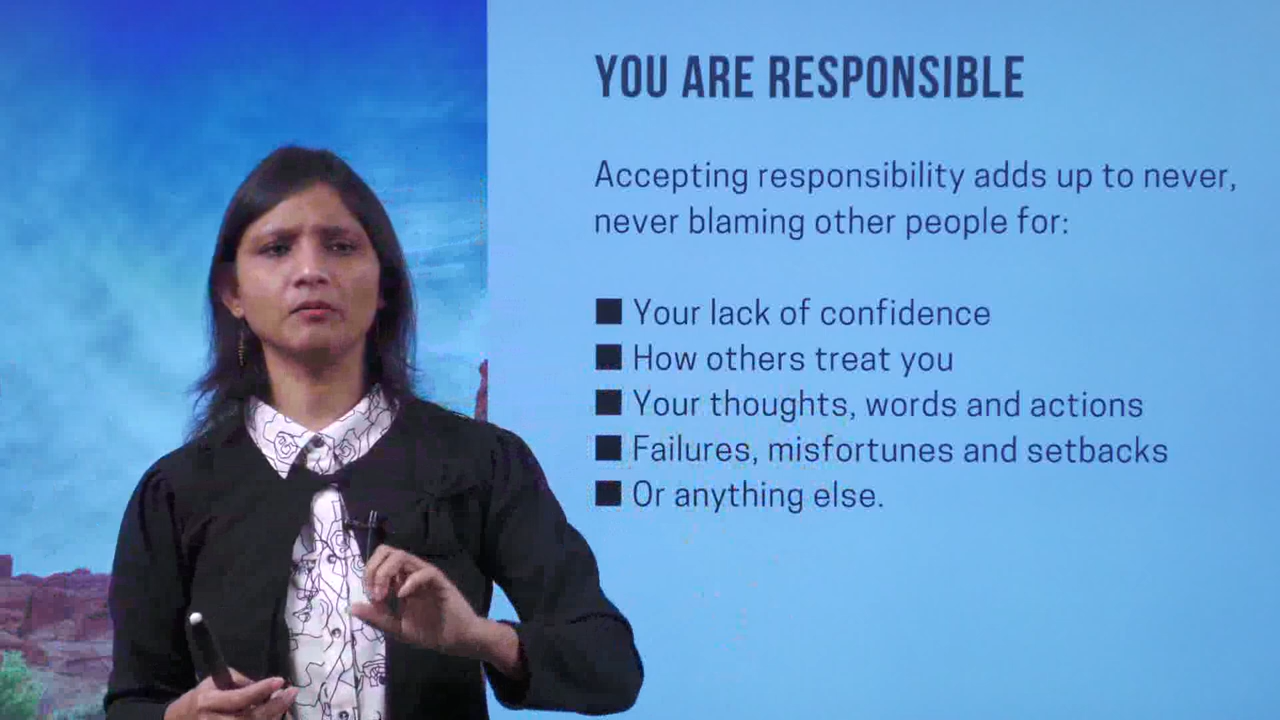 YOU ARE RESPONSIBLE
Accepting responsibility adds up to never,
never blaming other people for:
■ Your lack of confidence
■ How others treat you
■ Your thoughts, words and actions
■ Failures, misfortunes and setbacks
■ Or anything else.